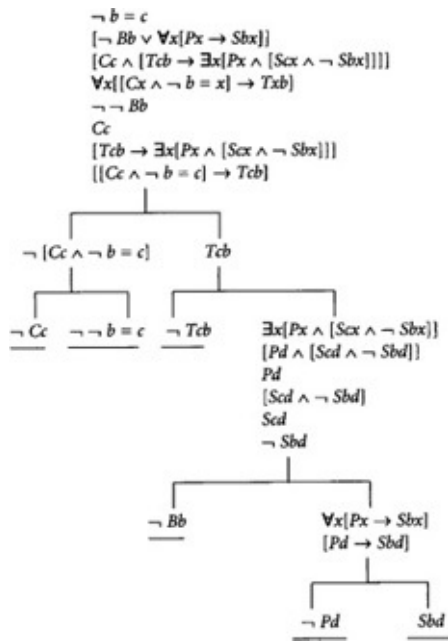 ¬ b = c
[¬ Bb ∨ ∀x[Px → Sbx]]
[Cc ∧ [Tcb → ∃x[Px ∧ [Scx ∧ ¬ Sbx]]]]
∀x[[Cx ∧ ¬ b = x] → Txb]
¬ ¬ Bb
Cc
[Tcb → ∃x[Px ∧ [Scx ∧ ¬ Sbx]]]
[[Cc ∧ ¬ b = c] → Tcb]
¬ [Cc ∧ ¬ b = c] Tcb
¬ Cc ¬ ¬ b = c ¬ Tcb ∃x[Px ∧ [Scx ∧ ¬ Sbx]]
[Pd ∧ [Scd ∧ ¬ Sbd]]
Pd
[Scd ∧ ¬ Sbd]
Scd
¬ Sbd
¬ Bb ∀x[Px → Sbx]
[Pd → Sbd]
¬ Pd Sbd